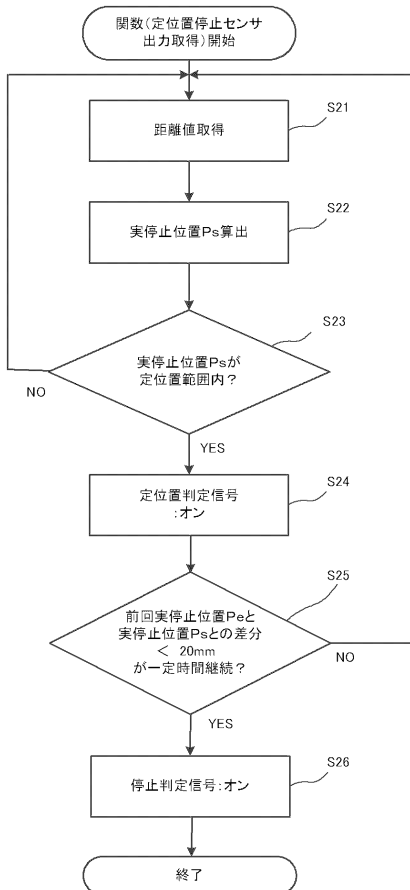 関数(定位置停止センサ
出力取得)開始
S21
距離値取得
S22
実停止位置Ps算出
S23
実停止位置Psが
定位置範囲内?
NO
YES
S24
定位置判定信号
:オン
S25
前回実停止位置Peと
実停止位置Psとの差分
< 20mm
が一定時間継続?
NO
YES
S26
停止判定信号:オン
終了